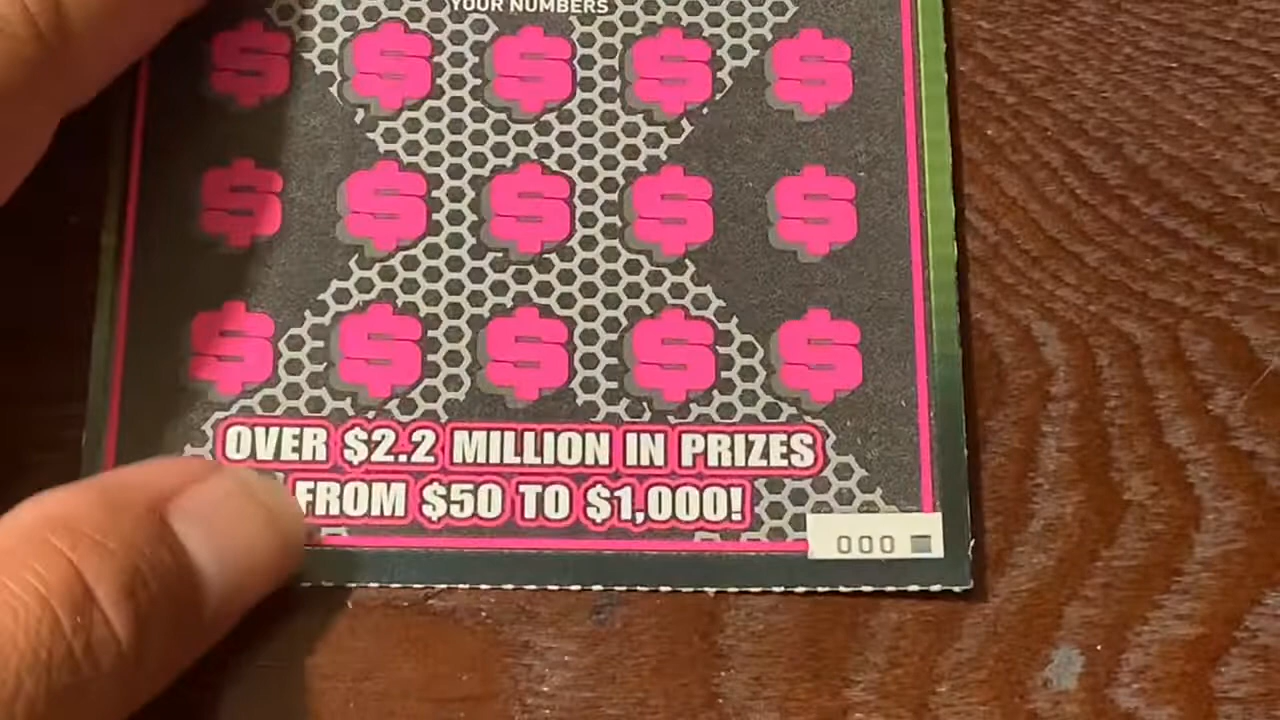 YOUR NUMBERS
$ $ $ $ $
$ $ $ $ $
$ $ $ $ $
OVER $2.2 MILLION IN PRIZES
FROM $50 TO $1,000!
000